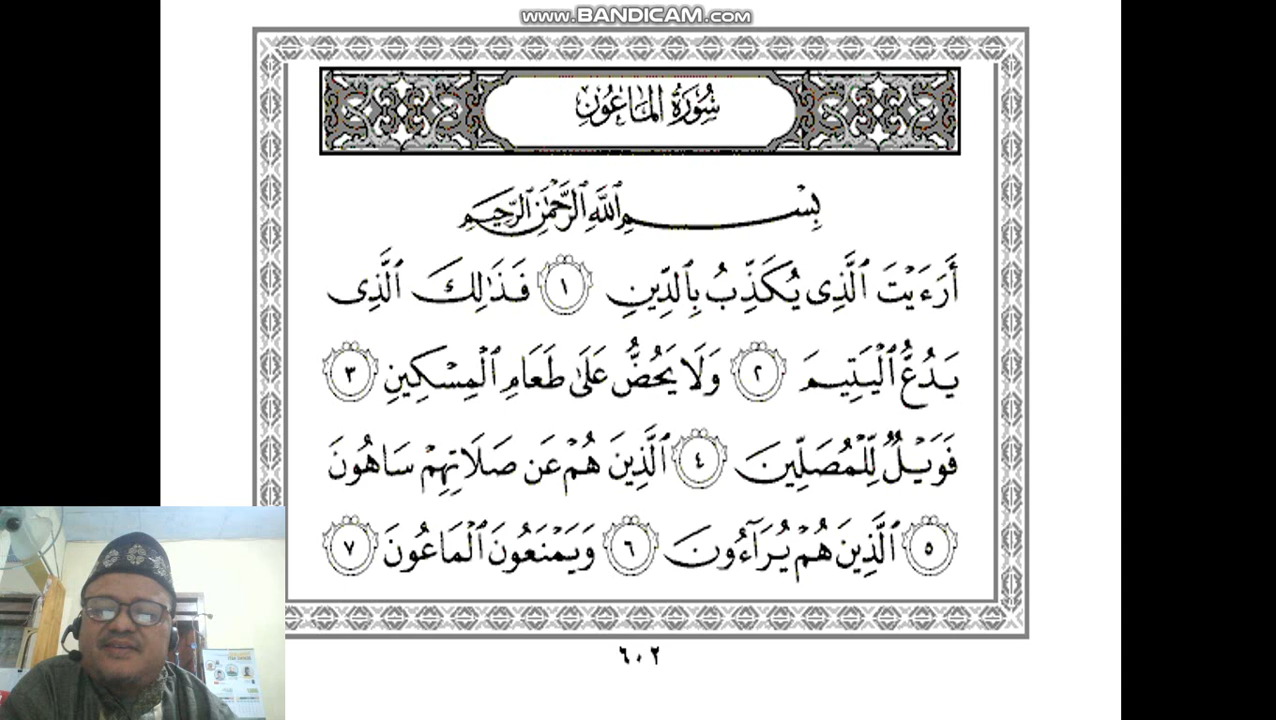 www.BANDICAM.com
سُورَةُ المَاعُونِ
بِسْمِ ٱللَّهِ ٱلرَّحْمَٰنِ ٱلرَّحِيمِ
أَرَءَيْتَ ٱلَّذِى يُكَذِّبُ بِٱلدِّينِ ١ فَذَٰلِكَ ٱلَّذِى
يَدُعُّ ٱلْيَتِيمَ ٢ وَلَا يَحُضُّ عَلَىٰ طَعَامِ ٱلْمِسْكِينِ ٣
فَوَيْلٌ لِّلْمُصَلِّينَ ٤ ٱلَّذِينَ هُمْ عَن صَلَاتِهِمْ سَاهُونَ
٥ ٱلَّذِينَ هُمْ يُرَآءُونَ ٦ وَيَمْنَعُونَ ٱلْمَاعُونَ ٧
٦٠٢